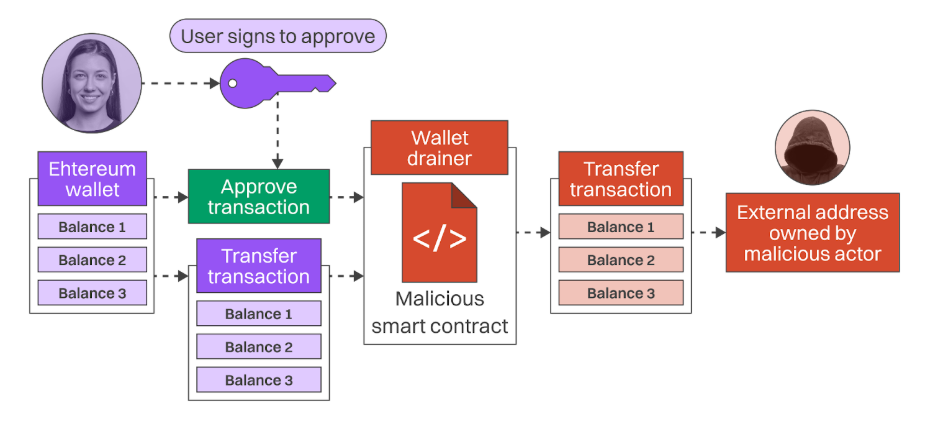 User signs to approve
Ehtereum
wallet
Balance 1
Balance 2
Balance 3
Approve
transaction
Transfer
transaction
Balance 1
Balance 2
Balance 3
Wallet
drainer
</>
Malicious
smart contract
Transfer
transaction
Balance 1
Balance 2
Balance 3
External address
owned by
malicious actor